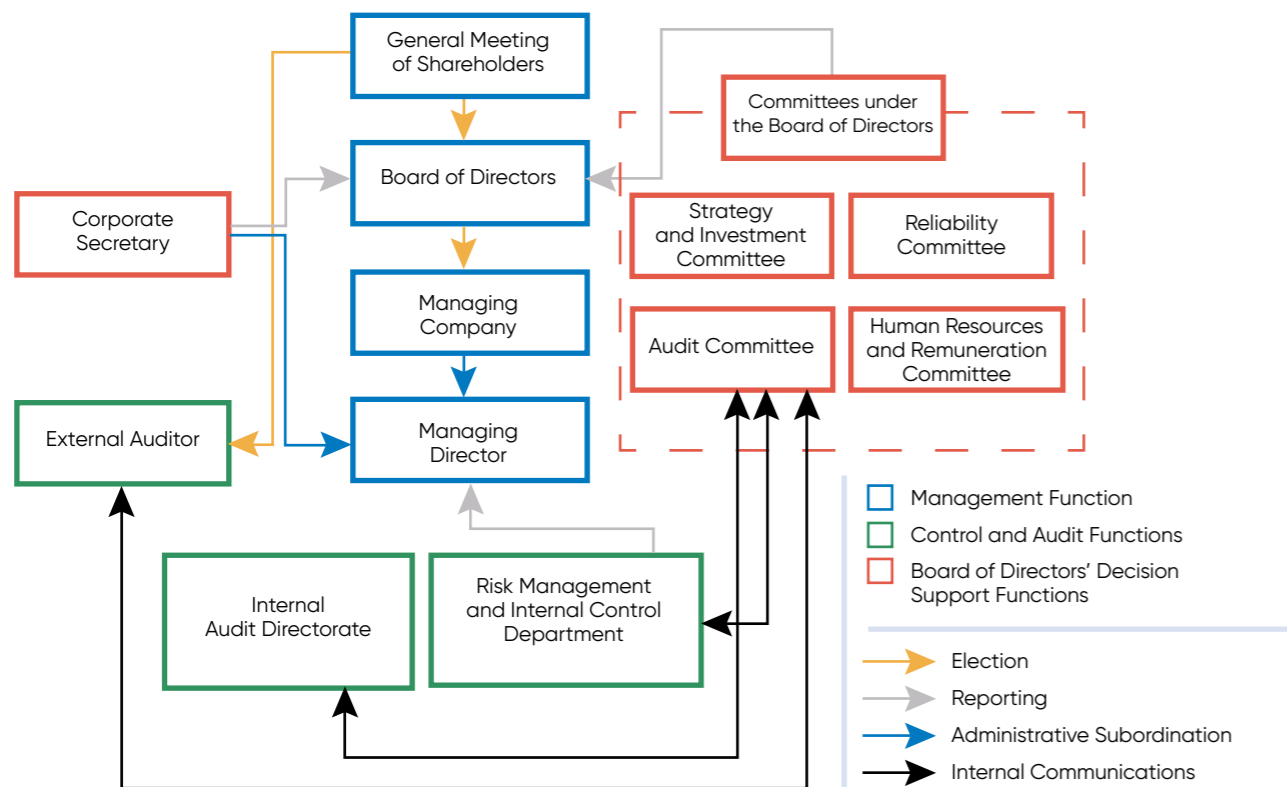 General Meeting
of Shareholders
Committees under
the Board of Directors
Board of Directors
Corporate
Secretary
Strategy
and Investment
Committee
Reliability
Committee
Managing
Company
Audit Committee
Human Resources
and Remuneration
Committee
External Auditor
Managing
Director
Internal
Audit Directorate
Risk Management
and Internal Control
Department
Management Function
Control and Audit Functions
Board of Directors’ Decision
Support Functions
Election
Reporting
Administrative Subordination
Internal Communications